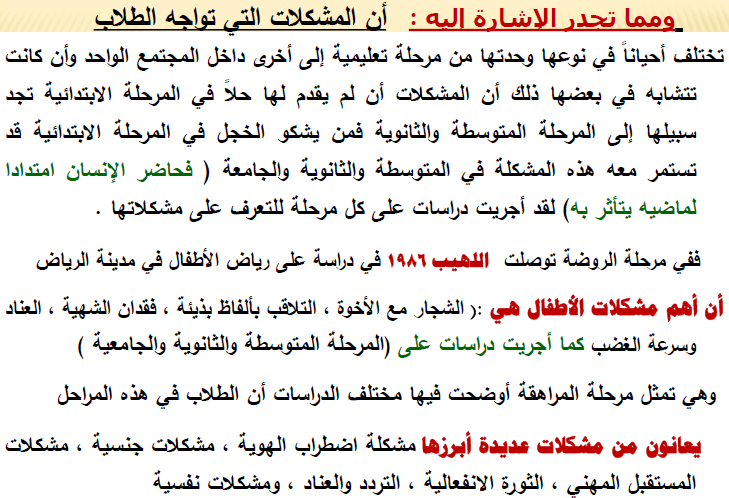 ومما تجدر الإشارة إليه : أن المشكلات التي تواجه الطلاب
تختلف أحياناً في نوعها وحدتها من مرحلة تعليمية إلى أخرى داخل المجتمع الواحد وأن كانت
تتشابه في بعضها ذلك أن المشكلات أن لم يقدم لها حلاً في المرحلة الابتدائية تجد
سبيلها إلى المرحلة المتوسطة والثانوية فمن يشكو الخجل في المرحلة الابتدائية قد
تستمر معه هذه المشكلة في المتوسطة والثانوية والجامعة ( فحاضر الإنسان امتدادا
لماضيه يتأثر به) لقد أجريت دراسات على كل مرحلة للتعرف على مشكلاتها .
ففي مرحلة الروضة توصلت اللهيب ١٩٨٦ في دراسة على رياض الأطفال في مدينة الرياض
أن أهم مشكلات الأطفال هي :( الشجار مع الأخوة ، التلاقب بألفاظ بذيئة ، فقدان الشهية ، العناد
وسرعة الغضب كما أجريت دراسات على (المرحلة المتوسطة والثانوية والجامعية )
وهي تمثل مرحلة المراهقة أوضحت فيها مختلف الدراسات أن الطلاب في هذه المراحل
يعانون من مشكلات عديدة أبرزها مشكلة اضطراب الهوية ، مشكلات جنسية ، مشكلات
المستقبل المهني ، الثورة الانفعالية ، التردد والعناد ، ومشكلات نفسية